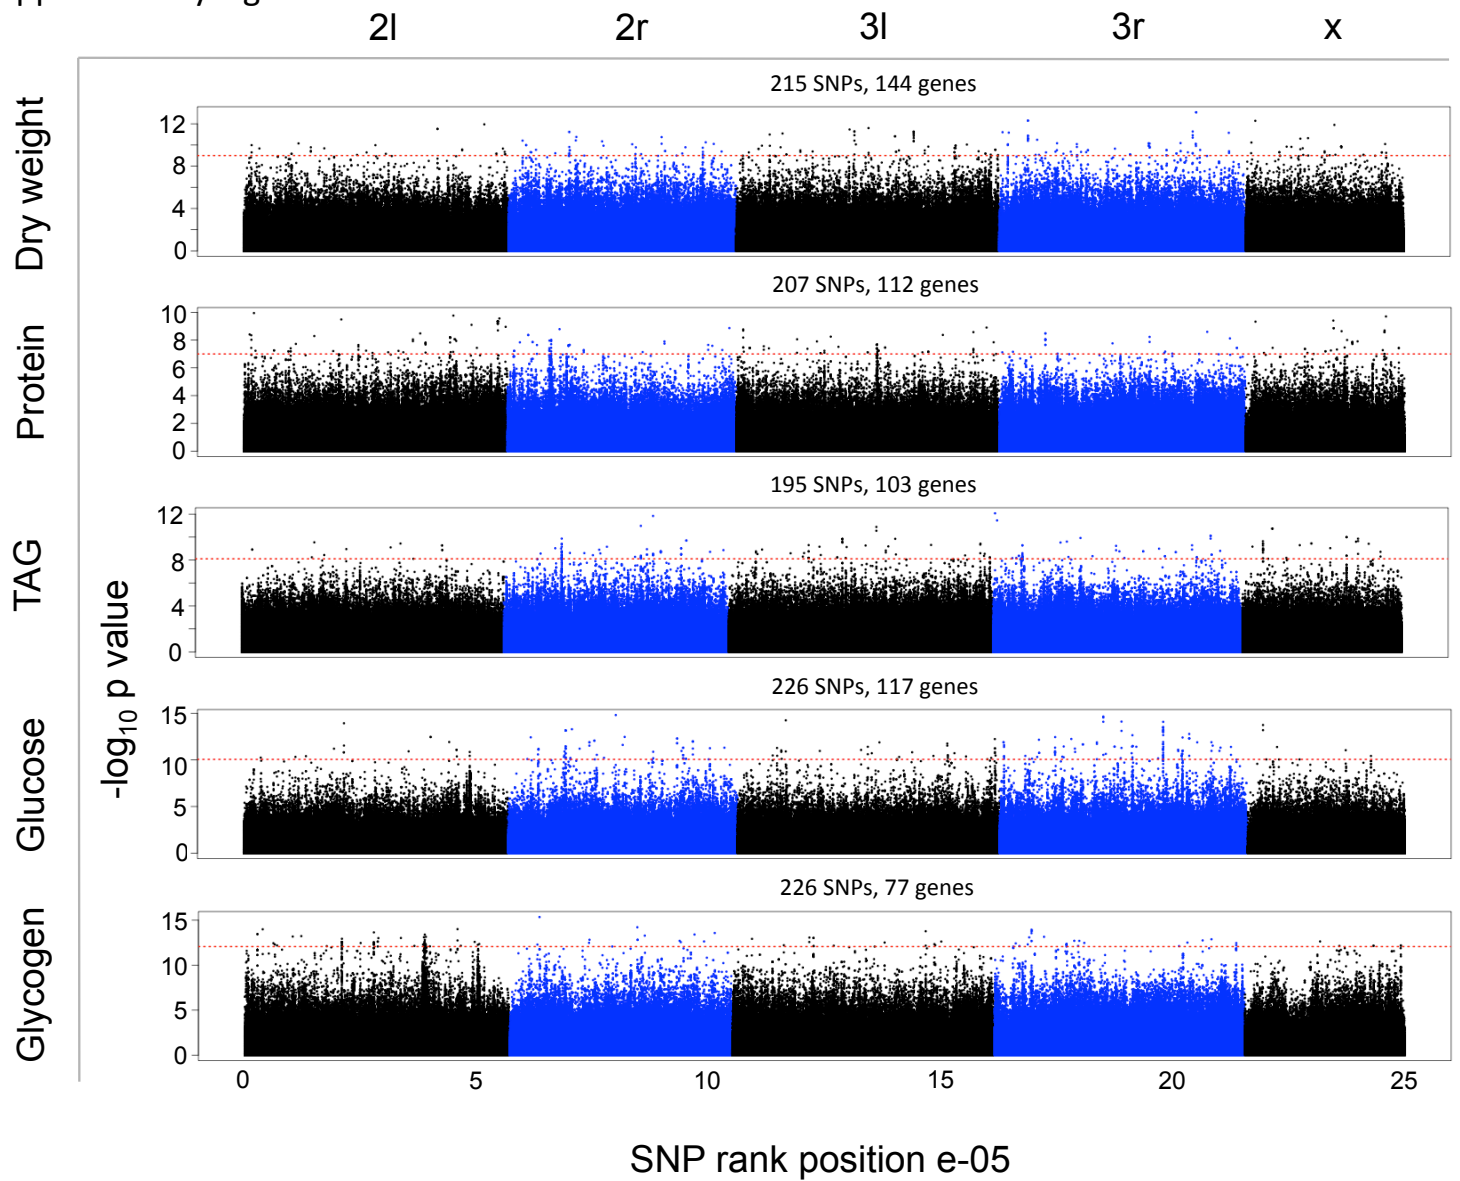 2l 2r 3l 3r x
215 SNPs, 144 genes
Dry weight
12
8
4
0
207 SNPs, 112 genes
Protein
10
8
6
4
2
0
195 SNPs, 103 genes
TAG
12
8
4
0
-log10 p value
226 SNPs, 117 genes
Glucose
15
10
5
0
226 SNPs, 77 genes
Glycogen
15
10
5
0
0 5 10 15 20 25
SNP rank position e-05